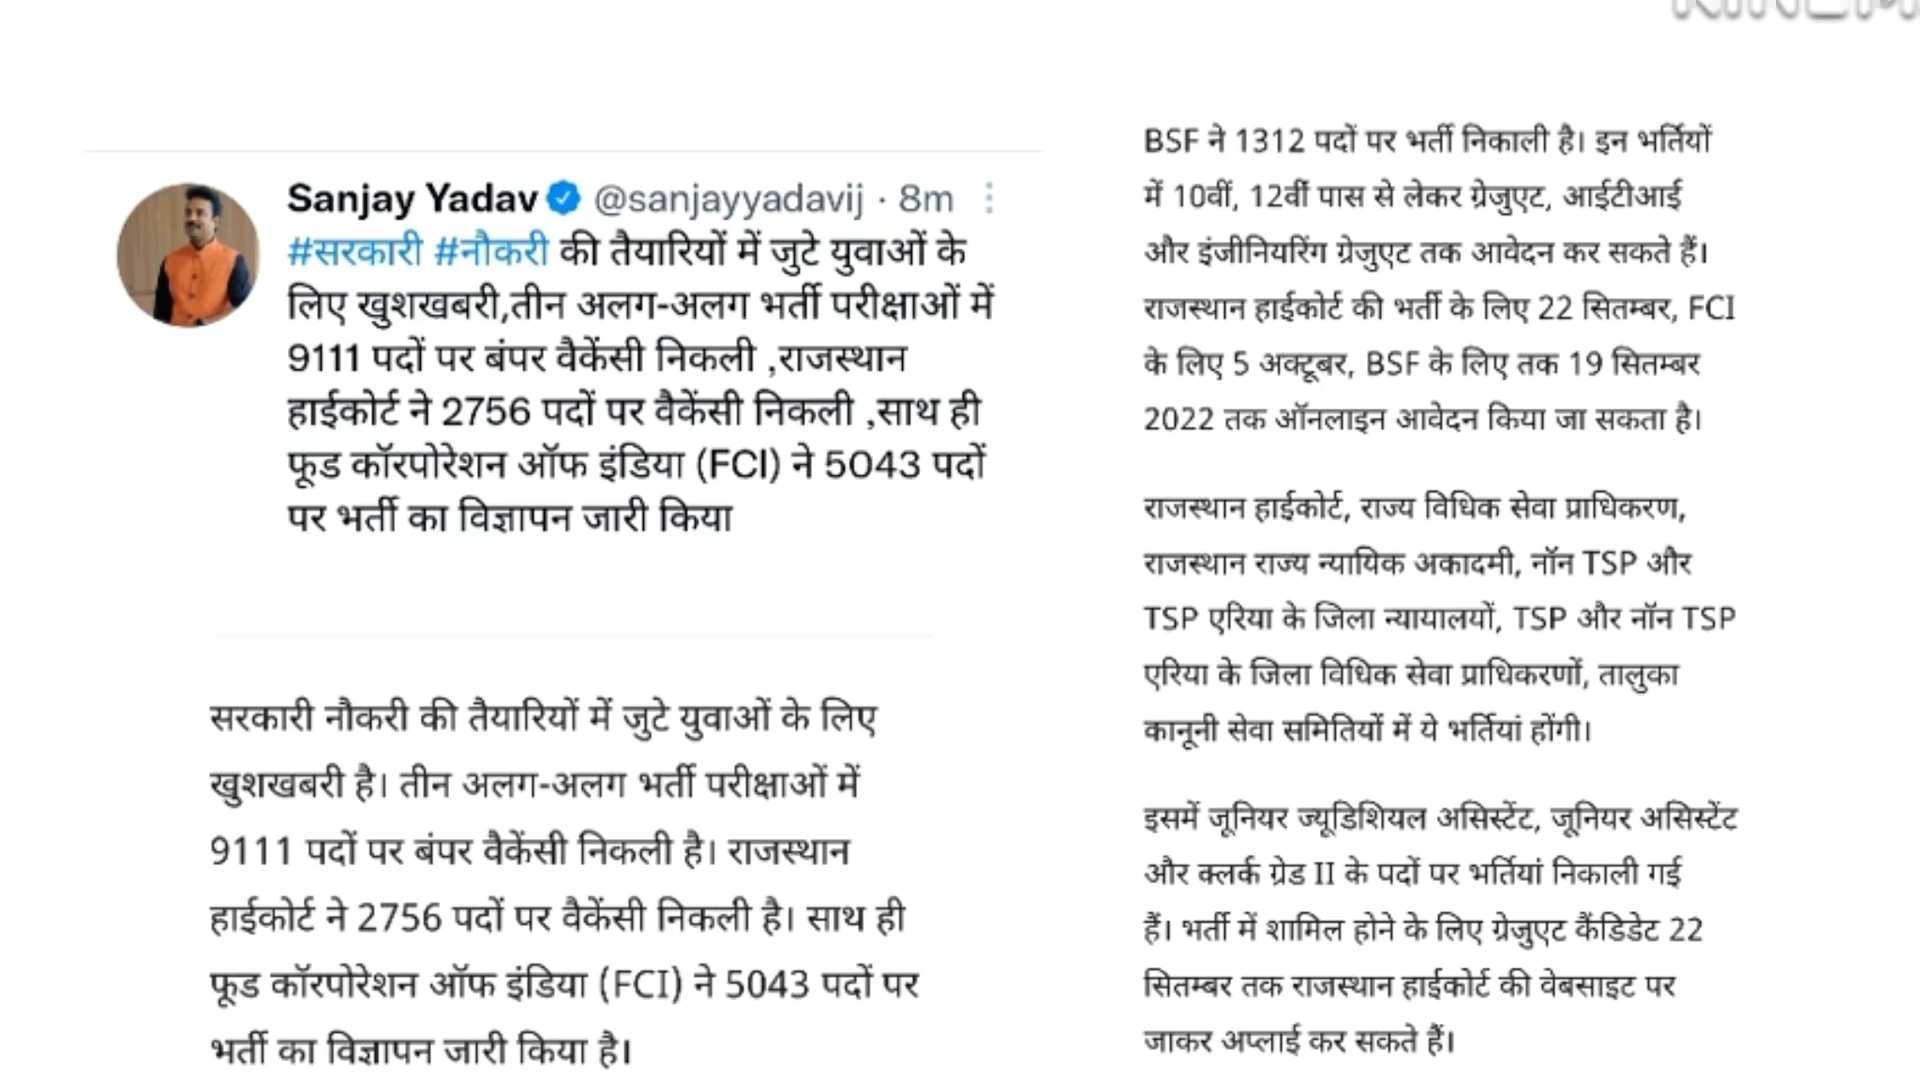 Sanjay Yadav @sanjayyadavij · 8m
#सरकारी #नौकरी की तैयारियों में जुटे युवाओं के
लिए खुशखबरी,तीन अलग-अलग भर्ती परीक्षाओं में
9111 पदों पर बंपर वैकेंसी निकली ,राजस्थान
हाईकोर्ट ने 2756 पदों पर वैकेंसी निकली ,साथ ही
फूड कॉरपोरेशन ऑफ इंडिया (FCI) ने 5043 पदों
पर भर्ती का विज्ञापन जारी किया
सरकारी नौकरी की तैयारियों में जुटे युवाओं के लिए
खुशखबरी है। तीन अलग-अलग भर्ती परीक्षाओं में
9111 पदों पर बंपर वैकेंसी निकली है। राजस्थान
हाईकोर्ट ने 2756 पदों पर वैकेंसी निकली है। साथ ही
फूड कॉरपोरेशन ऑफ इंडिया (FCI) ने 5043 पदों पर
भर्ती का विज्ञापन जारी किया है।
BSF ने 1312 पदों पर भर्ती निकाली है। इन भर्तियों
में 10वीं, 12वीं पास से लेकर ग्रेजुएट, आईटीआई
और इंजीनियरिंग ग्रेजुएट तक आवेदन कर सकते हैं।
राजस्थान हाईकोर्ट की भर्ती के लिए 22 सितम्बर, FCI
के लिए 5 अक्टूबर, BSF के लिए तक 19 सितम्बर
2022 तक ऑनलाइन आवेदन किया जा सकता है।
राजस्थान हाईकोर्ट, राज्य विधिक सेवा प्राधिकरण,
राजस्थान राज्य न्यायिक अकादमी, नॉन TSP और
TSP एरिया के जिला न्यायालयों, TSP और नॉन TSP
एरिया के जिला विधिक सेवा प्राधिकरणों, तालुका
कानूनी सेवा समितियों में ये भर्तियां होंगी।
इसमें जूनियर ज्यूडिशियल असिस्टेंट, जूनियर असिस्टेंट
और क्लर्क ग्रेड II के पदों पर भर्तियां निकाली गई
हैं। भर्ती में शामिल होने के लिए ग्रेजुएट कैंडिडेट 22
सितम्बर तक राजस्थान हाईकोर्ट की वेबसाइट पर
जाकर अप्लाई कर सकते हैं।